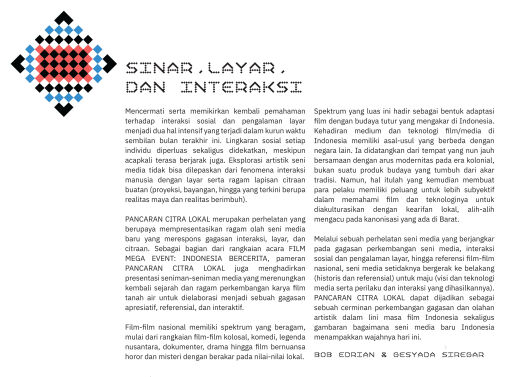 SINAR,LAYAR,
DAN INTERAKSI
Mencermati serta memikirkan kembali pemahaman
terhadap interaksi sosial dan pengalaman layar
menjadi dua hal intensif yang terjadi dalam kurun waktu
sembilan bulan terakhir ini. Lingkaran sosial setiap
individu diperluas sekaligus didekatkan, meskipun
acapkali terasa berjarak juga. Eksplorasi artistik seni
media tidak bisa dilepaskan dari fenomena interaksi
manusia dengan layar serta ragam lapisan citraan
buatan (proyeksi, bayangan, hingga yang terkini berupa
realitas maya dan realitas berimbuh).
PANCARAN CITRA LOKAL merupakan perhelatan yang
berupaya mempresentasikan ragam olah seni media
baru yang merespons gagasan interaksi, layar, dan
citraan. Sebagai bagian dari rangkaian acara FILM
MEGA EVENT: INDONESIA BERCERITA, pameran
PANCARAN CITRA LOKAL juga menghadirkan
presentasi seniman-seniman media yang merenungkan
kembali sejarah dan ragam perkembangan karya film
tanah air untuk dielaborasi menjadi sebuah gagasan
apresiatif, referensial, dan interaktif.
Film-film nasional memiliki spektrum yang beragam,
mulai dari rangkaian film-film kolosal, komedi, legenda
nusantara, dokumenter, drama hingga film bernuansa
horor dan misteri dengan berakar pada nilai-nilai lokal.
Spektrum yang luas ini hadir sebagai bentuk adaptasi
film dengan budaya tutur yang mengakar di Indonesia.
Kehadiran medium dan teknologi film/media di
Indonesia memiliki asal-usul yang berbeda dengan
negara lain. Ia didatangkan dari tempat yang nun jauh
bersamaan dengan arus modernitas pada era kolonial,
bukan suatu produk budaya yang tumbuh dari akar
tradisi. Namun, hal itulah yang kemudian membuat
para pelaku memiliki peluang untuk lebih subyektif
dalam memahami film dan teknologinya untuk
diakulturasikan dengan kearifan lokal, alih-alih
mengacu pada kanonisasi yang ada di Barat.
Melalui sebuah perhelatan seni media yang berjangkar
pada gagasan perkembangan seni media, interaksi
sosial dan pengalaman layar, hingga referensi film-film
nasional, seni media setidaknya bergerak ke belakang
(historis dan referensial) untuk maju (visi dan teknologi
media serta perilaku dan interaksi yang dihasilkannya).
PANCARAN CITRA LOKAL dapat dijadikan sebagai
sebuah cerminan perkembangan gagasan dan olahan
artistik dalam lini masa film Indonesia sekaligus
gambaran bagaimana seni media baru Indonesia
menampakkan wajahnya hari ini.
BOB EDRIAN & GESYADA SIREGAR